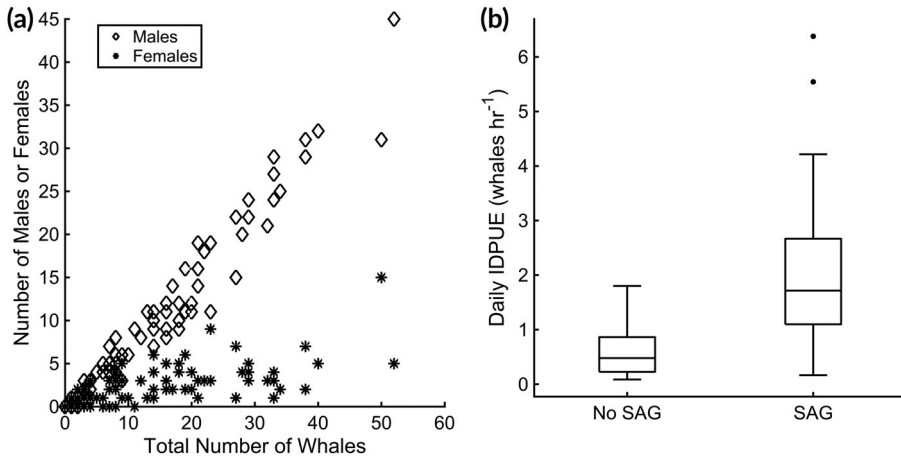 (a)
Males
Females
Number of Males or Females
45
40
35
30
25
20
15
10
5
0
0 10 20 30 40 50 60
Total Number of Whales
(b)
Daily IDPUE (whales hr⁻¹)
6
5
4
3
2
1
0
No SAG SAG